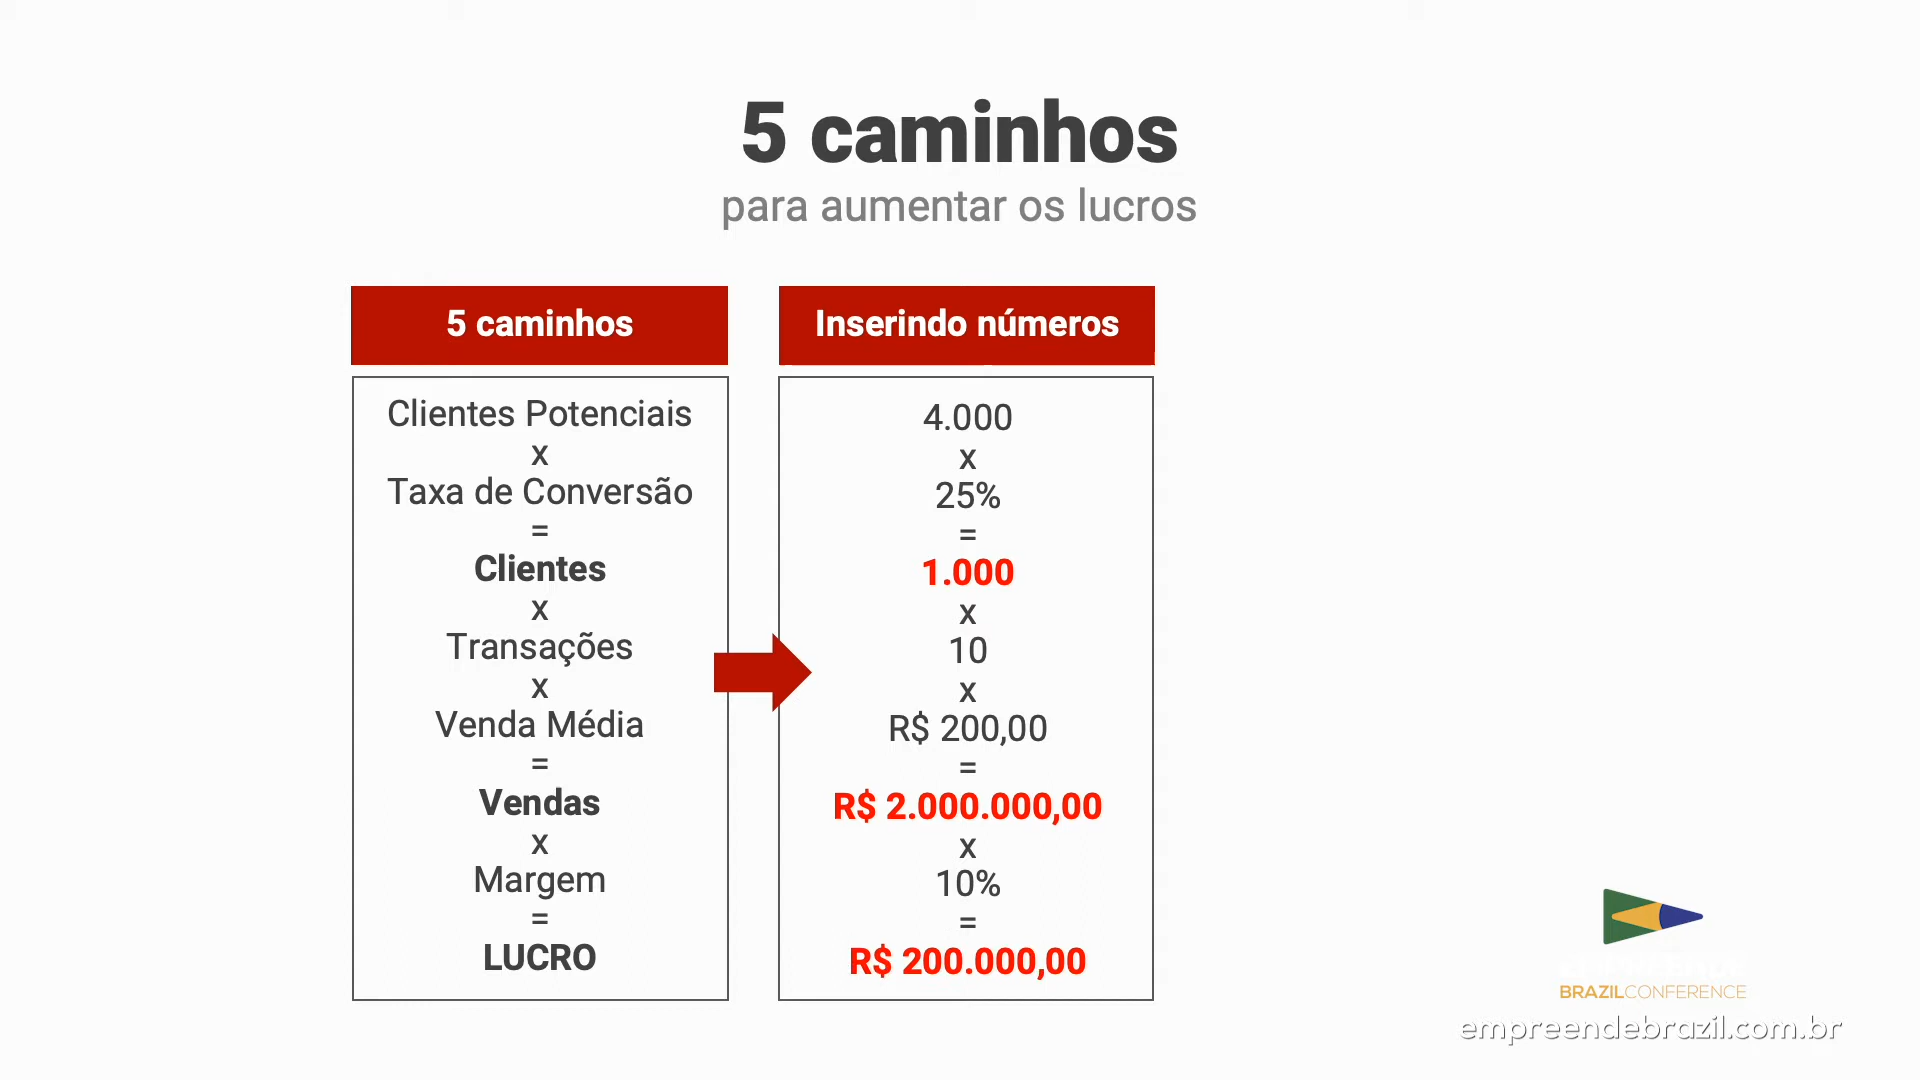 5 caminhos
para aumentar os lucros
5 caminhos
Clientes Potenciais
x
Taxa de Conversão
=
Clientes
x
Transações
x
Venda Média
=
Vendas
x
Margem
=
LUCRO
Inserindo números
4.000
x
25%
=
1.000
x
10
x
R$ 200,00
=
R$ 2.000.000,00
x
10%
=
R$ 200.000,00
BRAZILCONFERENCE
empreendebrazil.com.br